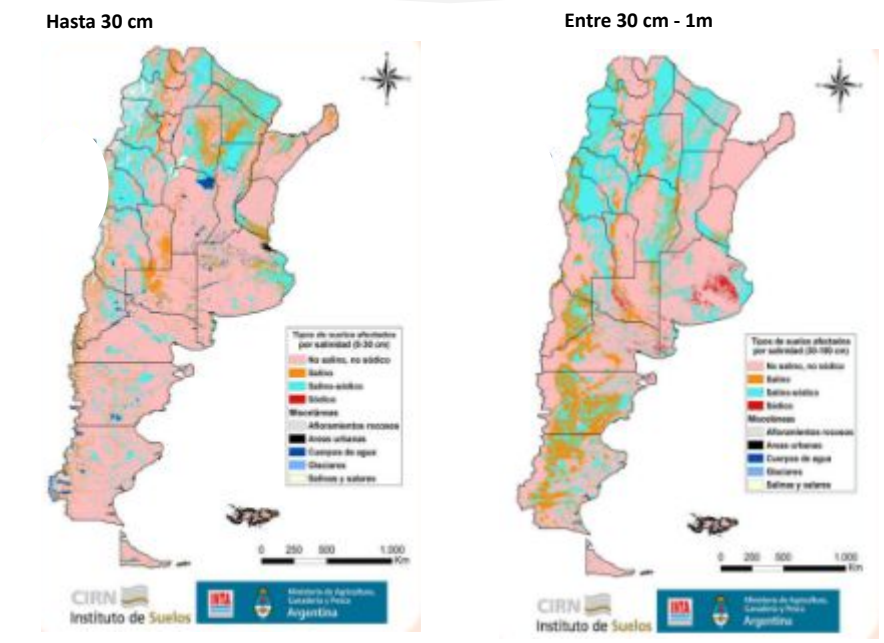 Hasta 30 cm
Entre 30 cm - 1m
Tipos de suelos afectados
por salinidad (0-30 cm)
No salino, no sódico
Salino
Salino-sódico
Sódico
Misceláneas
Afloramientos rocosos
Areas urbanas
Cuerpos de agua
Glaciares
Salinas y salares
0 250 500 1.000
Km
CIRN
Instituto de Suelos
INTA
Ministerio de Agricultura,
Ganadería y Pesca
Argentina
Tipos de suelos afectados
por salinidad (30-100 cm)
No salino, no sódico
Salino
Salino-sódico
Sódico
Misceláneas
Afloramientos rocosos
Areas urbanas
Cuerpos de agua
Glaciares
Salinas y salares
0 250 500 1.000
Km
CIRN
Instituto de Suelos
INTA
Ministerio de Agricultura,
Ganadería y Pesca
Argentina